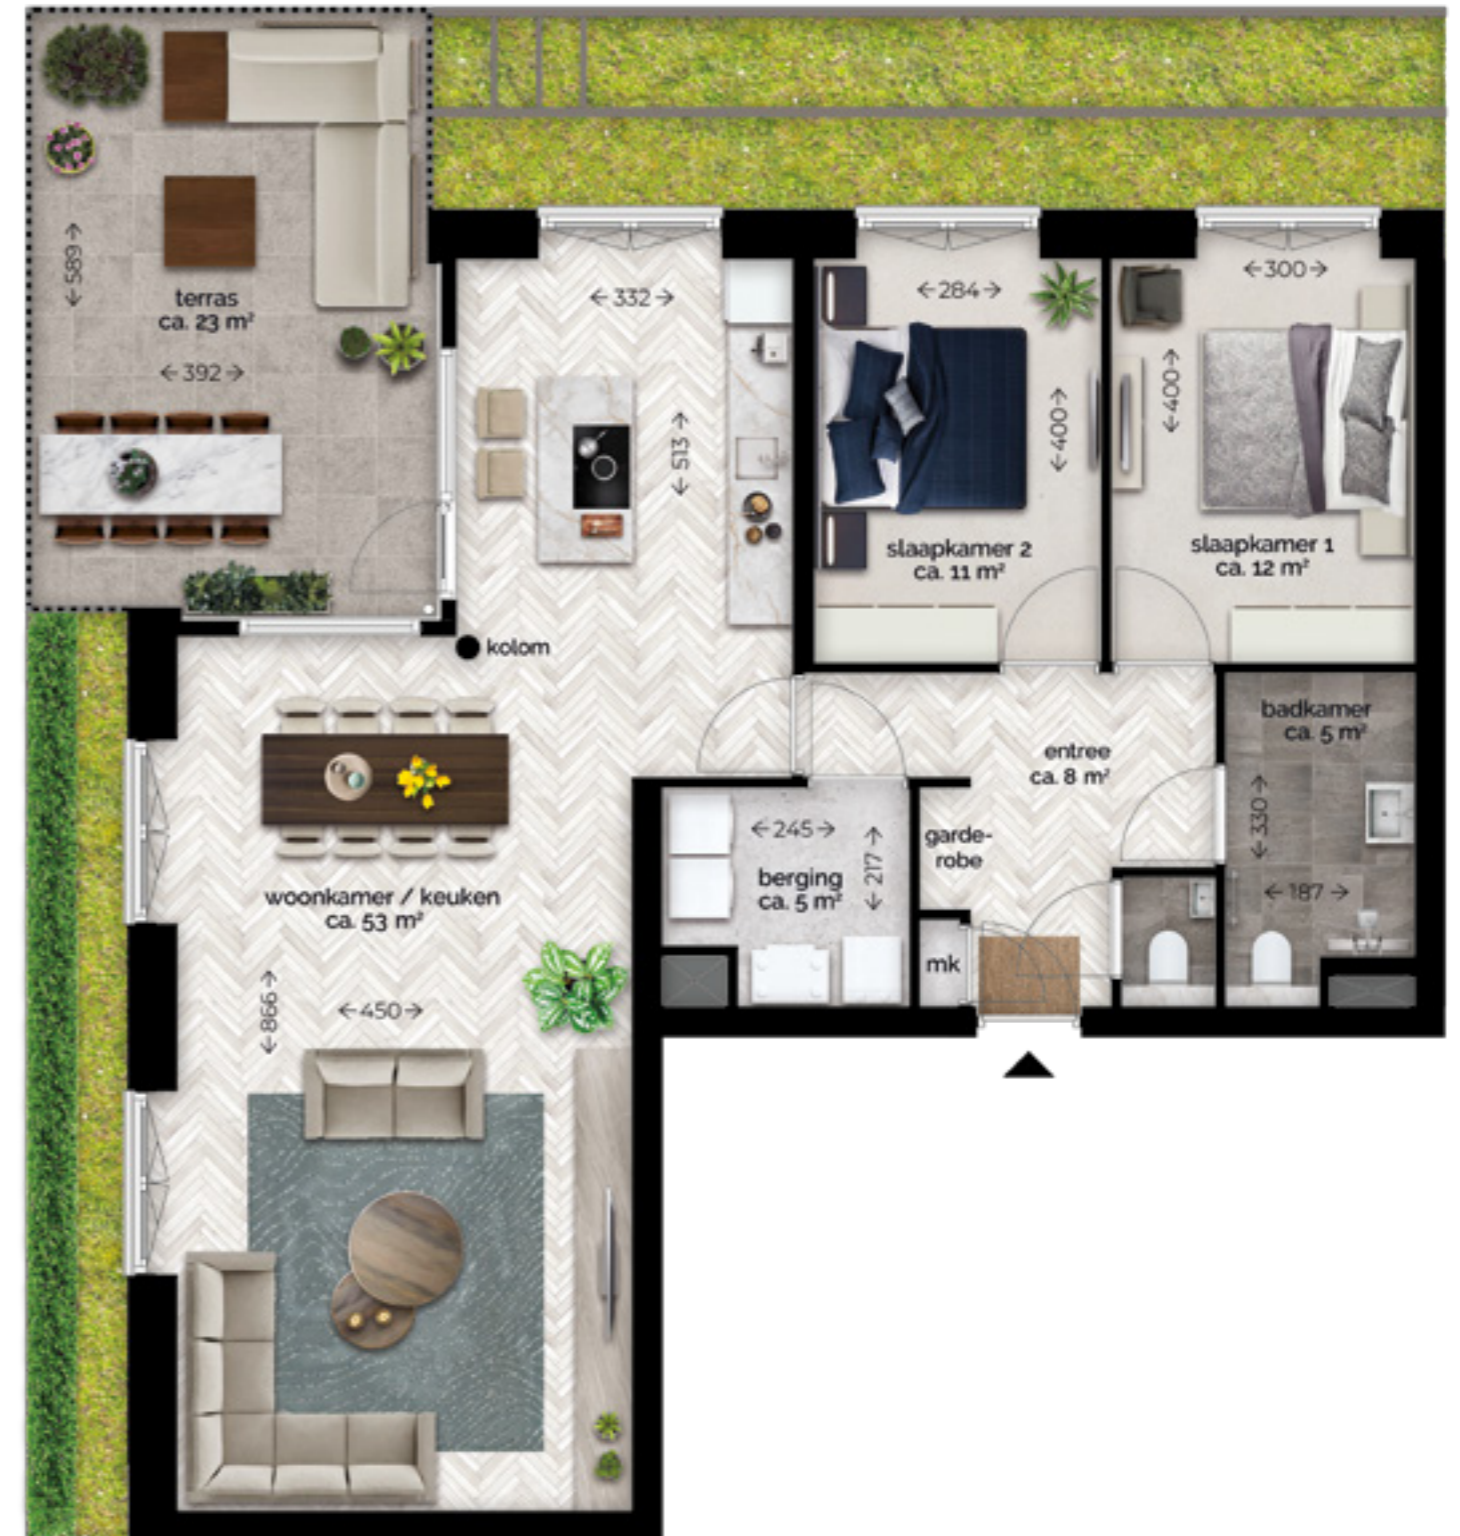 589
terras
ca. 23 m²
392
332
513
284
400
slaapkamer 2
ca. 11 m²
300
400
slaapkamer 1
ca. 12 m²
kolom
badkamer
ca. 5 m²
330
187
entree
ca. 8 m²
garde-
robe
245
217
berging
ca. 5 m²
mk
woonkamer / keuken
ca. 53 m²
866
450